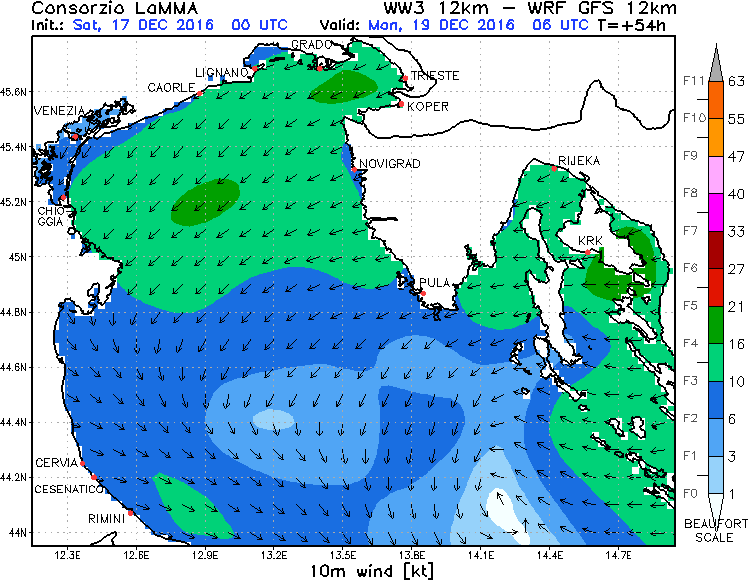 Consorzio LaMMA WW3 12km – WRF GFS 12km
Init.: Sat, 17 DEC 2016 00 UTC Valid: Mon, 19 DEC 2016 06 UTC T=+54h
GRADO
LIGNANO
TRIESTE
CAORLE
KOPER
VENEZIA
NOVIGRAD
RIJEKA
CHIO-
GGIA
KRK
PULA
CERVIA
CESENATICO
RIMINI
45.6N
45.4N
45.2N
45N
44.8N
44.6N
44.4N
44.2N
44N
12.3E 12.6E 12.9E 13.2E 13.5E 13.8E 14.1E 14.4E 14.7E
10m wind [kt]
F11 63
F10 55
F9 47
F8 40
F7 33
F6 27
F5 21
F4 16
F3 10
F2 6
F1 3
F0 1
BEAUFORT
SCALE